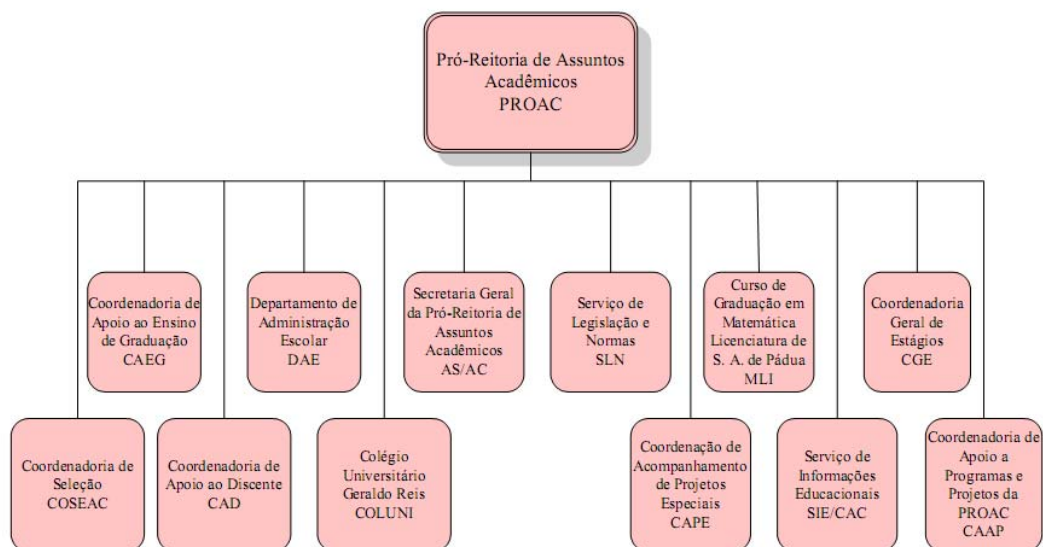 Pró-Reitoria de Assuntos
Acadêmicos
PROAC
Coordenadoria de
Apoio ao Ensino
de Graduação
CAEG
Departamento de
Administração
Escolar
DAE
Secretaria Geral
da Pró-Reitoria de
Assuntos
Acadêmicos
AS/AC
Serviço de
Legislação e
Normas
SLN
Curso de
Graduação em
Matemática
Licenciatura de
S. A. de Pádua
MLI
Coordenadoria
Geral de
Estágios
CGE
Coordenadoria de
Seleção
COSEAC
Coordenadoria de
Apoio ao Discente
CAD
Colégio
Universitário
Geraldo Reis
COLUNI
Coordenação de
Acompanhamento
de Projetos
Especiais
CAPE
Serviço de
Informações
Educacionais
SIE/CAC
Coordenadoria de
Apoio a
Programas e
Projetos da
PROAC
CAAP